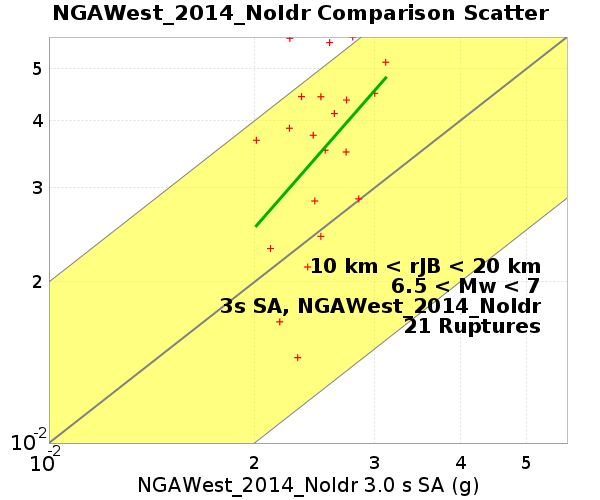 NGAWest_2014_NoIdr Comparison Scatter
5
4
3
2
10 km < rJB < 20 km
6.5 < Mw < 7
3s SA, NGAWest_2014_NoIdr
21 Ruptures
10-2
10-2 2 3 4 5
NGAWest_2014_NoIdr 3.0 s SA (g)